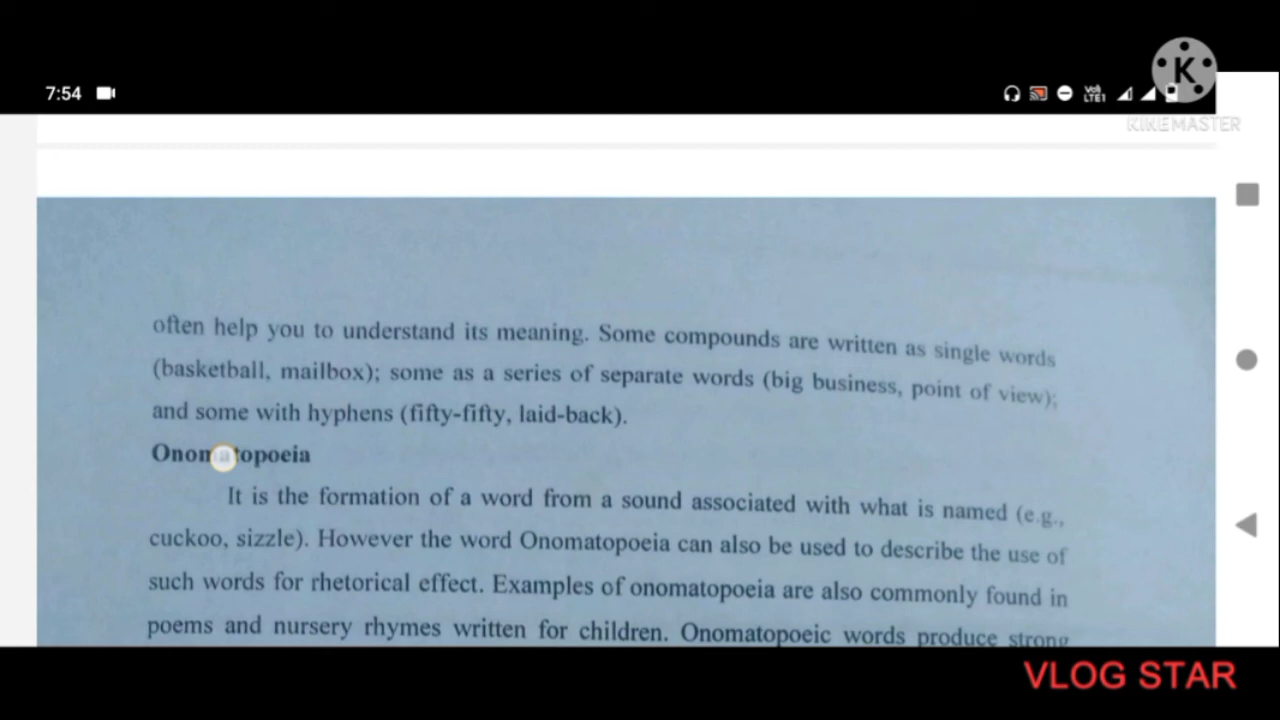 7:54
Vo)
LTE1
K
KINEMASTER
often help you to understand its meaning. Some compounds are written as single words
(basketball, mailbox); some as a series of separate words (big business, point of view);
and some with hyphens (fifty-fifty, laid-back).
Onomatopoeia
It is the formation of a word from a sound associated with what is named (e.g.,
cuckoo, sizzle). However the word Onomatopoeia can also be used to describe the use of
such words for rhetorical effect. Examples of onomatopoeia are also commonly found in
poems and nursery rhymes written for children. Onomatopoeic words produce strong
VLOG STAR